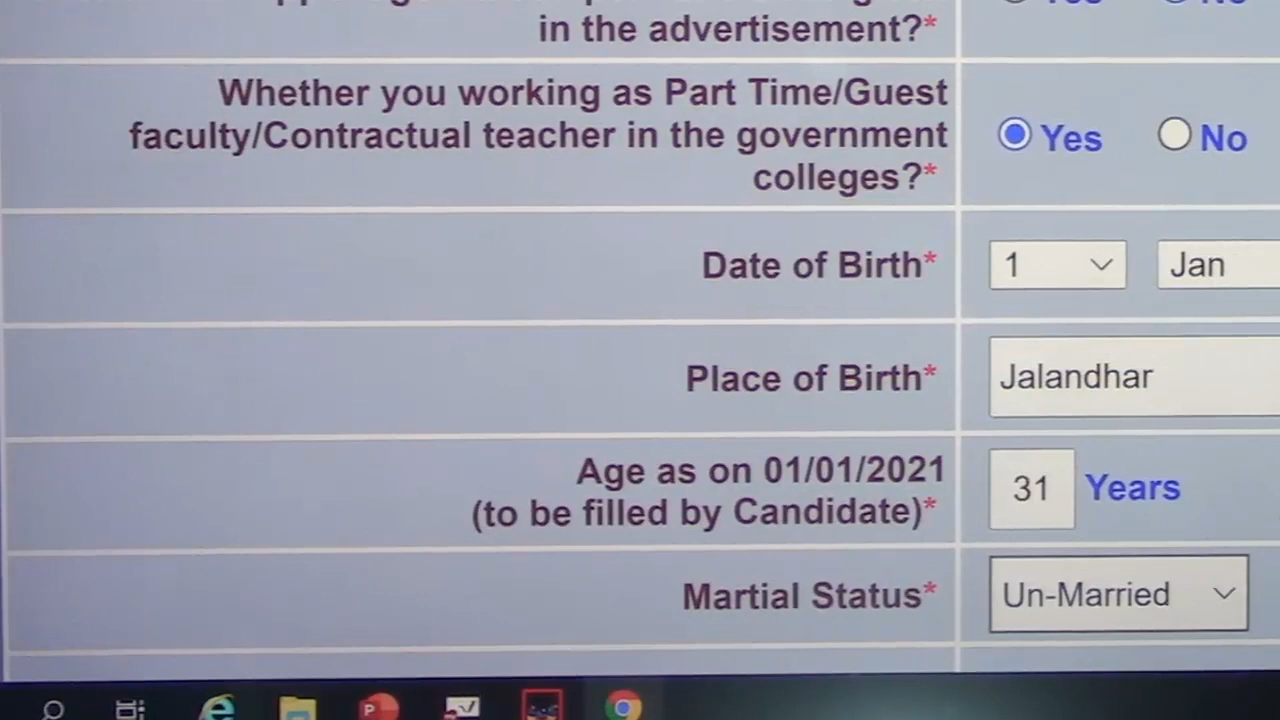 in the advertisement?*
Whether you working as Part Time/Guest
faculty/Contractual teacher in the government
colleges?*
Yes No
Date of Birth*
1 Jan
Place of Birth*
Jalandhar
Age as on 01/01/2021
(to be filled by Candidate)*
31 Years
Martial Status*
Un-Married